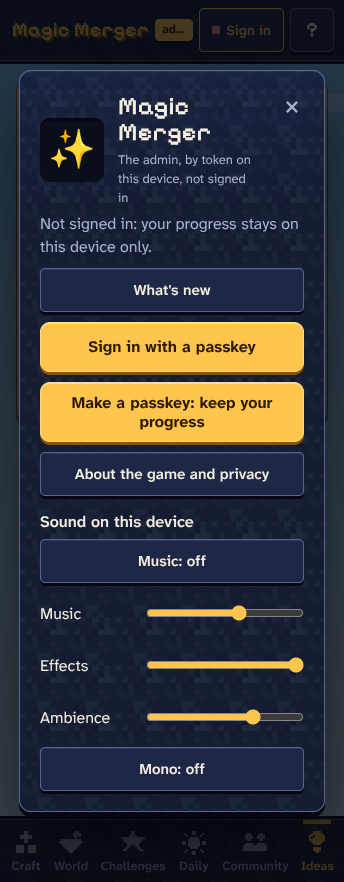 Magic Merger
ad...
Sign in
?
Magic
Merger
×
The admin, by token on
this device, not signed
in
Not signed in: your progress stays on
this device only.
What's new
Sign in with a passkey
Make a passkey: keep your
progress
About the game and privacy
Sound on this device
Music: off
Music
Effects
Ambience
Mono: off
Craft
World
Challenges
Daily
Community
Ideas